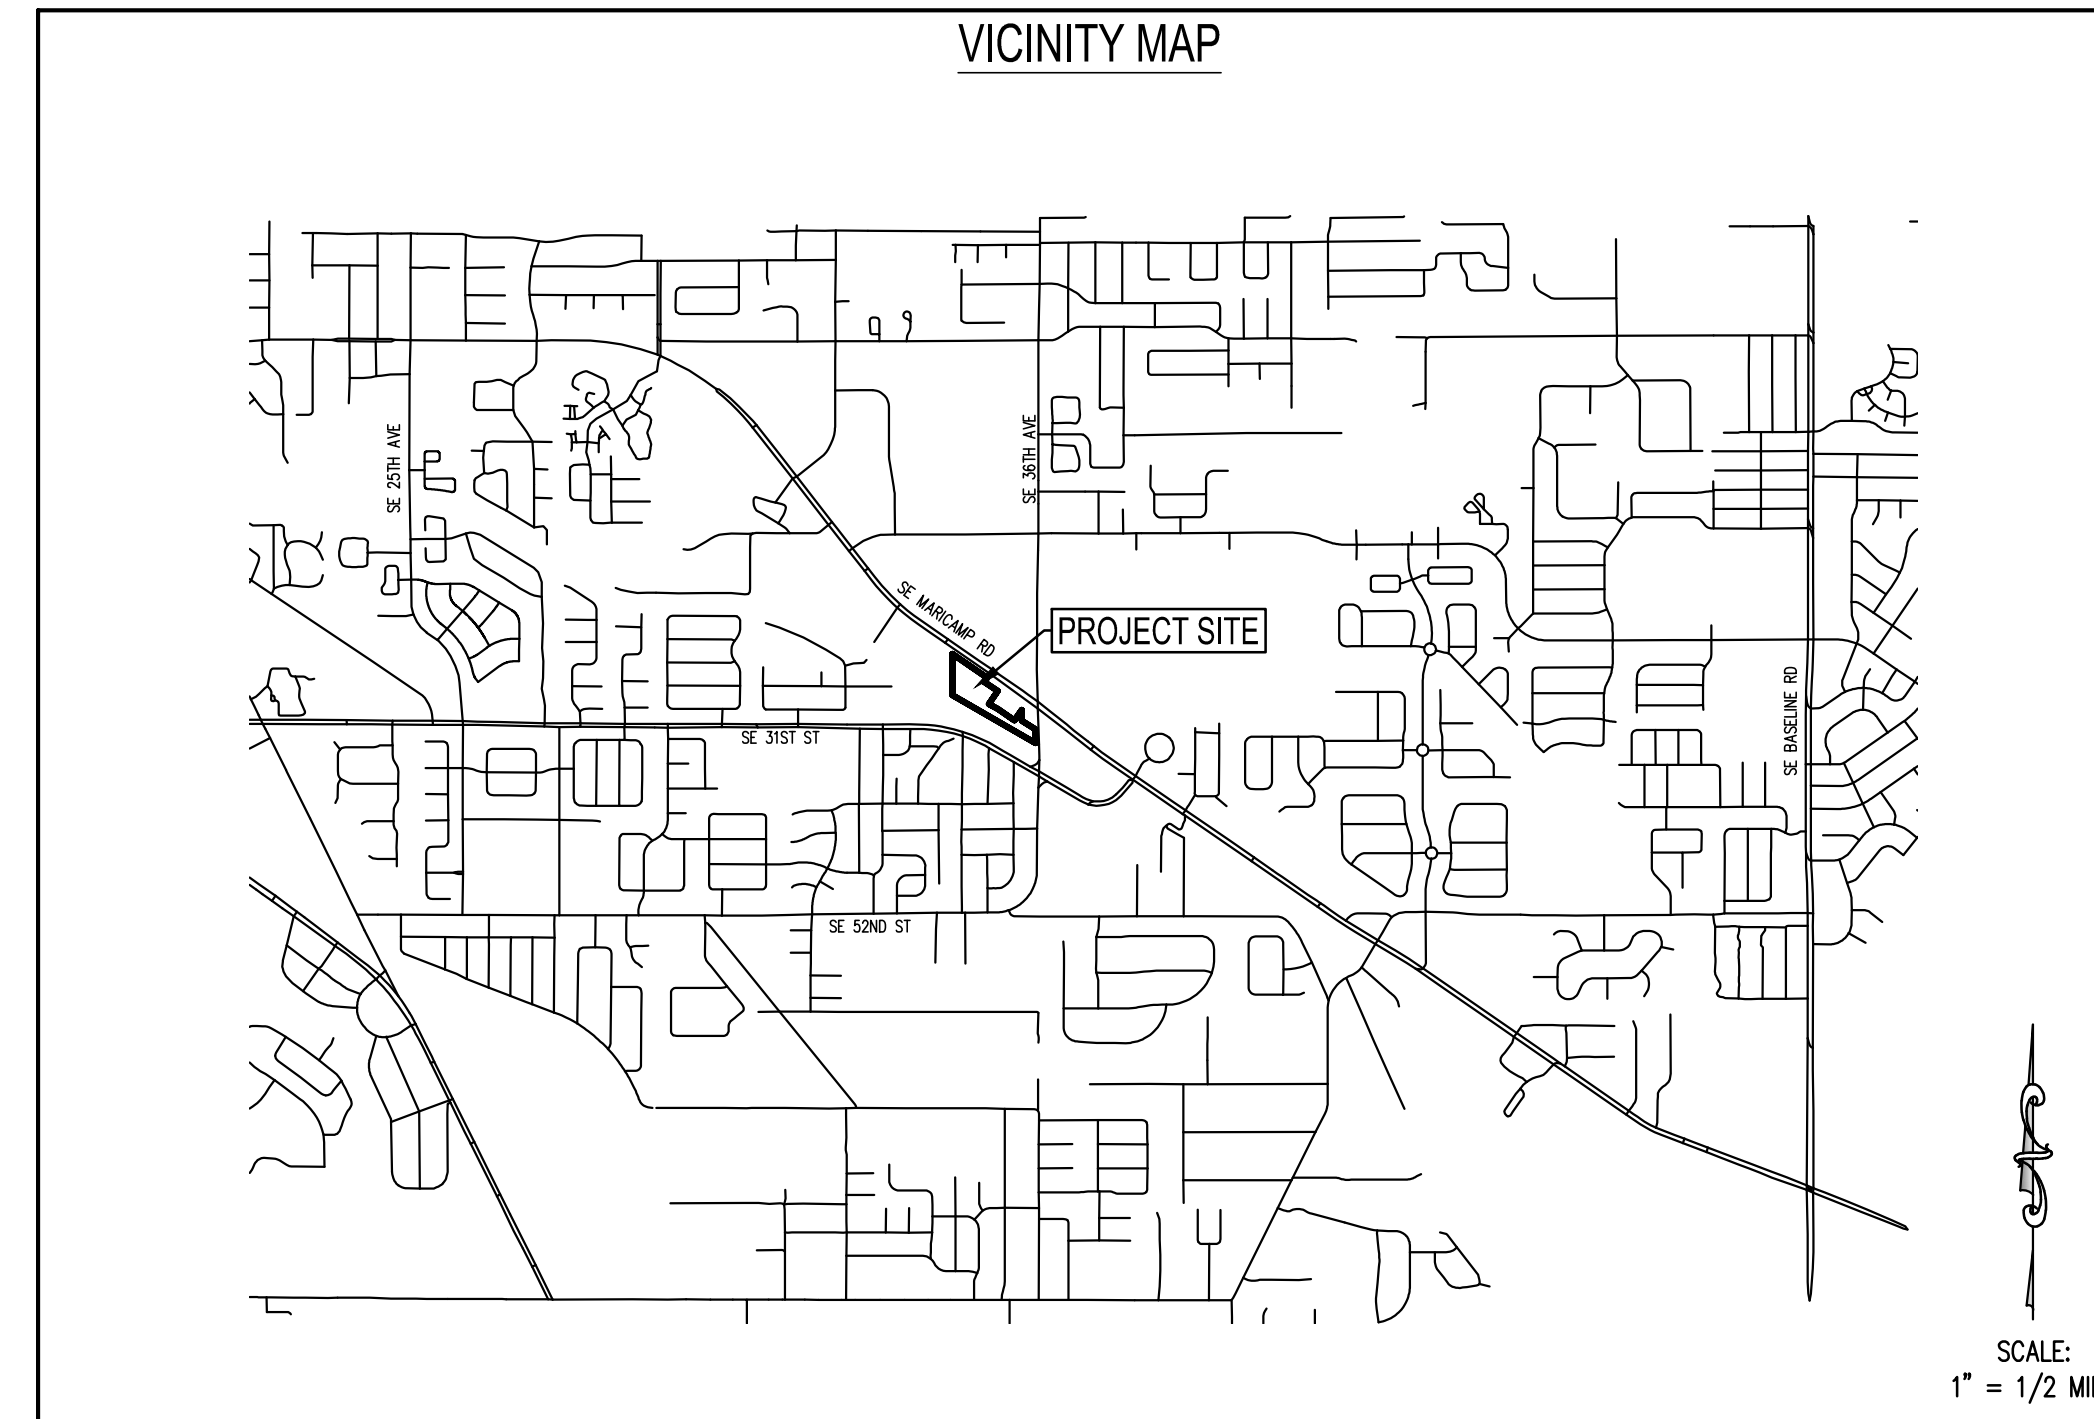 VICINITY MAP
SE 25TH AVE
SE 36TH AVE
SE MARICAMP RD
PROJECT SITE
SE BASELINE RD
SE 31ST ST
SE 52ND ST
SCALE:
1" = 1/2